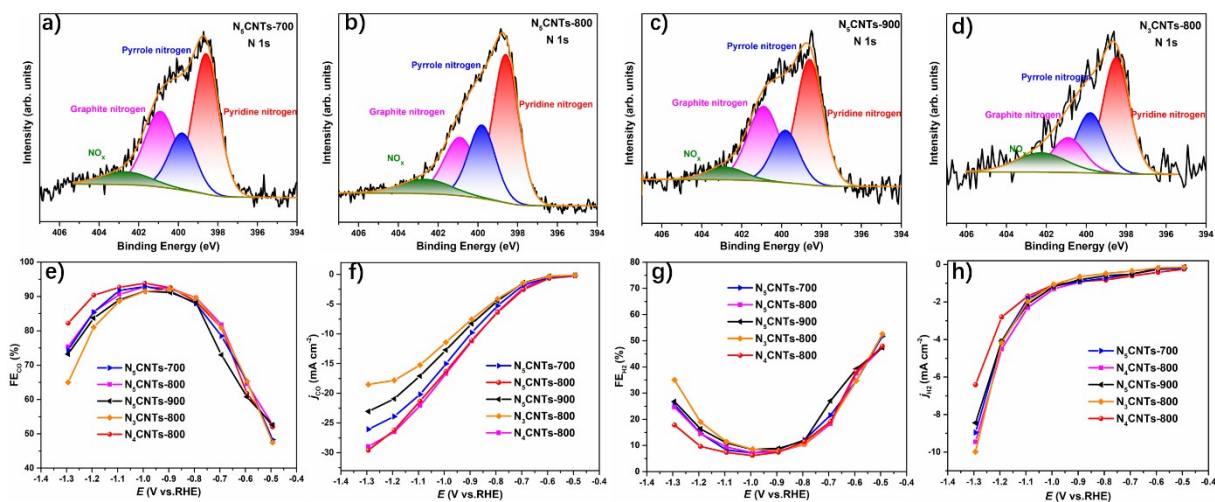 a)
N₅CNTs-700
N 1s
Pyrrole nitrogen
Graphite nitrogen
Pyridine nitrogen
NOₓ
Intensity (arb. units)
406 404 402 400 398 396 394
Binding Energy (eV)
b)
N₅CNTs-800
N 1s
Pyrrole nitrogen
Graphite nitrogen
Pyridine nitrogen
NOₓ
Intensity (arb. units)
406 404 402 400 398 396 394
Binding Energy (eV)
c)
N₅CNTs-900
N 1s
Pyrrole nitrogen
Graphite nitrogen
Pyridine nitrogen
NOₓ
Intensity (arb. units)
406 404 402 400 398 396 394
Binding Energy (eV)
d)
N₃CNTs-800
N 1s
Pyrrole nitrogen
Graphite nitrogen
Pyridine nitrogen
NOₓ
Intensity (arb. units)
406 404 402 400 398 396 394
Binding Energy (eV)
e)
FE_CO (%)
100
90
80
70
60
50
40
N₅CNTs-700
N₅CNTs-800
N₅CNTs-900
N₃CNTs-800
N₄CNTs-800
-1.3 -1.2 -1.1 -1.0 -0.9 -0.8 -0.7 -0.6 -0.5 -0.4
E (V vs.RHE)
f)
j_CO (mA cm⁻²)
0
-5
-10
-15
-20
-25
-30
N₅CNTs-700
N₅CNTs-800
N₅CNTs-900
N₃CNTs-800
N₄CNTs-800
-1.3 -1.2 -1.1 -1.0 -0.9 -0.8 -0.7 -0.6 -0.5 -0.4
E (V vs.RHE)
g)
FE_H2 (%)
80
70
60
50
40
30
20
10
0
N₅CNTs-700
N₅CNTs-800
N₅CNTs-900
N₃CNTs-800
N₄CNTs-800
-1.3 -1.2 -1.1 -1.0 -0.9 -0.8 -0.7 -0.6 -0.5 -0.4
E (V vs.RHE)
h)
j_H2 (mA cm⁻²)
0
-2
-4
-6
-8
-10
N₅CNTs-700
N₅CNTs-800
N₅CNTs-900
N₃CNTs-800
N₄CNTs-800
-1.3 -1.2 -1.1 -1.0 -0.9 -0.8 -0.7 -0.6 -0.5 -0.4
E (V vs.RHE)